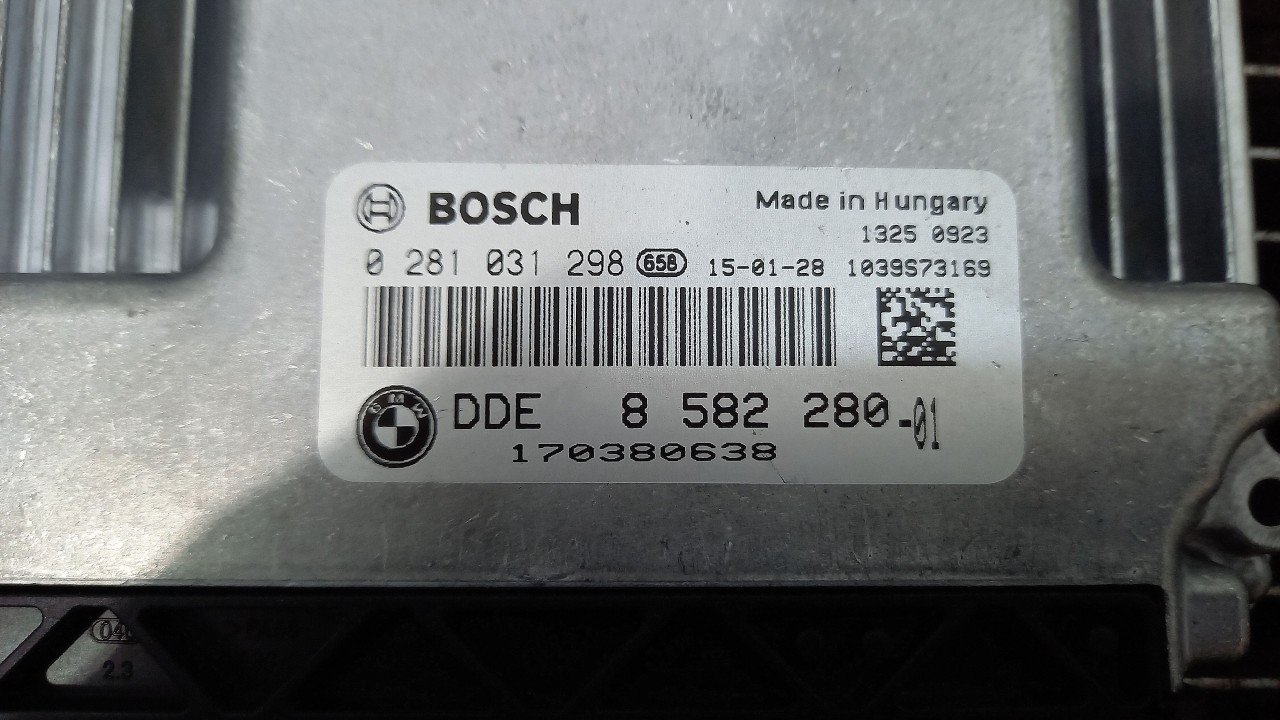 BOSCH
Made in Hungary
1325 0923
0 281 031 298 658 15-01-28 1039S73169
BMW
DDE 8 582 280-01
170380638
2.3